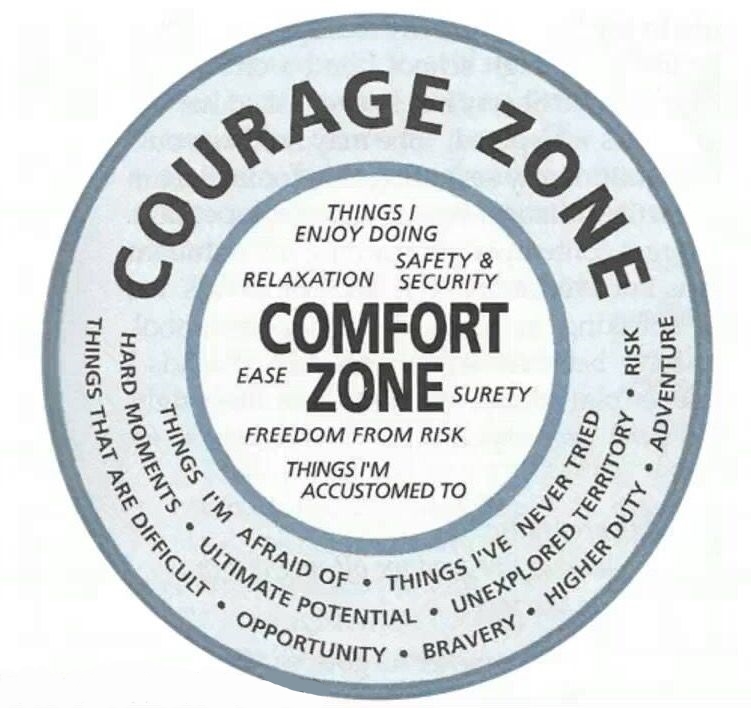 COURAGE ZONE
THINGS I
ENJOY DOING
SAFETY &
RELAXATION SECURITY
COMFORT
EASE ZONE SURETY
FREEDOM FROM RISK
THINGS I'M
ACCUSTOMED TO
THINGS I'M AFRAID OF • THINGS I'VE NEVER TRIED
HARD MOMENTS • ULTIMATE POTENTIAL • UNEXPLORED TERRITORY • RISK
THINGS THAT ARE DIFFICULT • OPPORTUNITY • BRAVERY • HIGHER DUTY • ADVENTURE